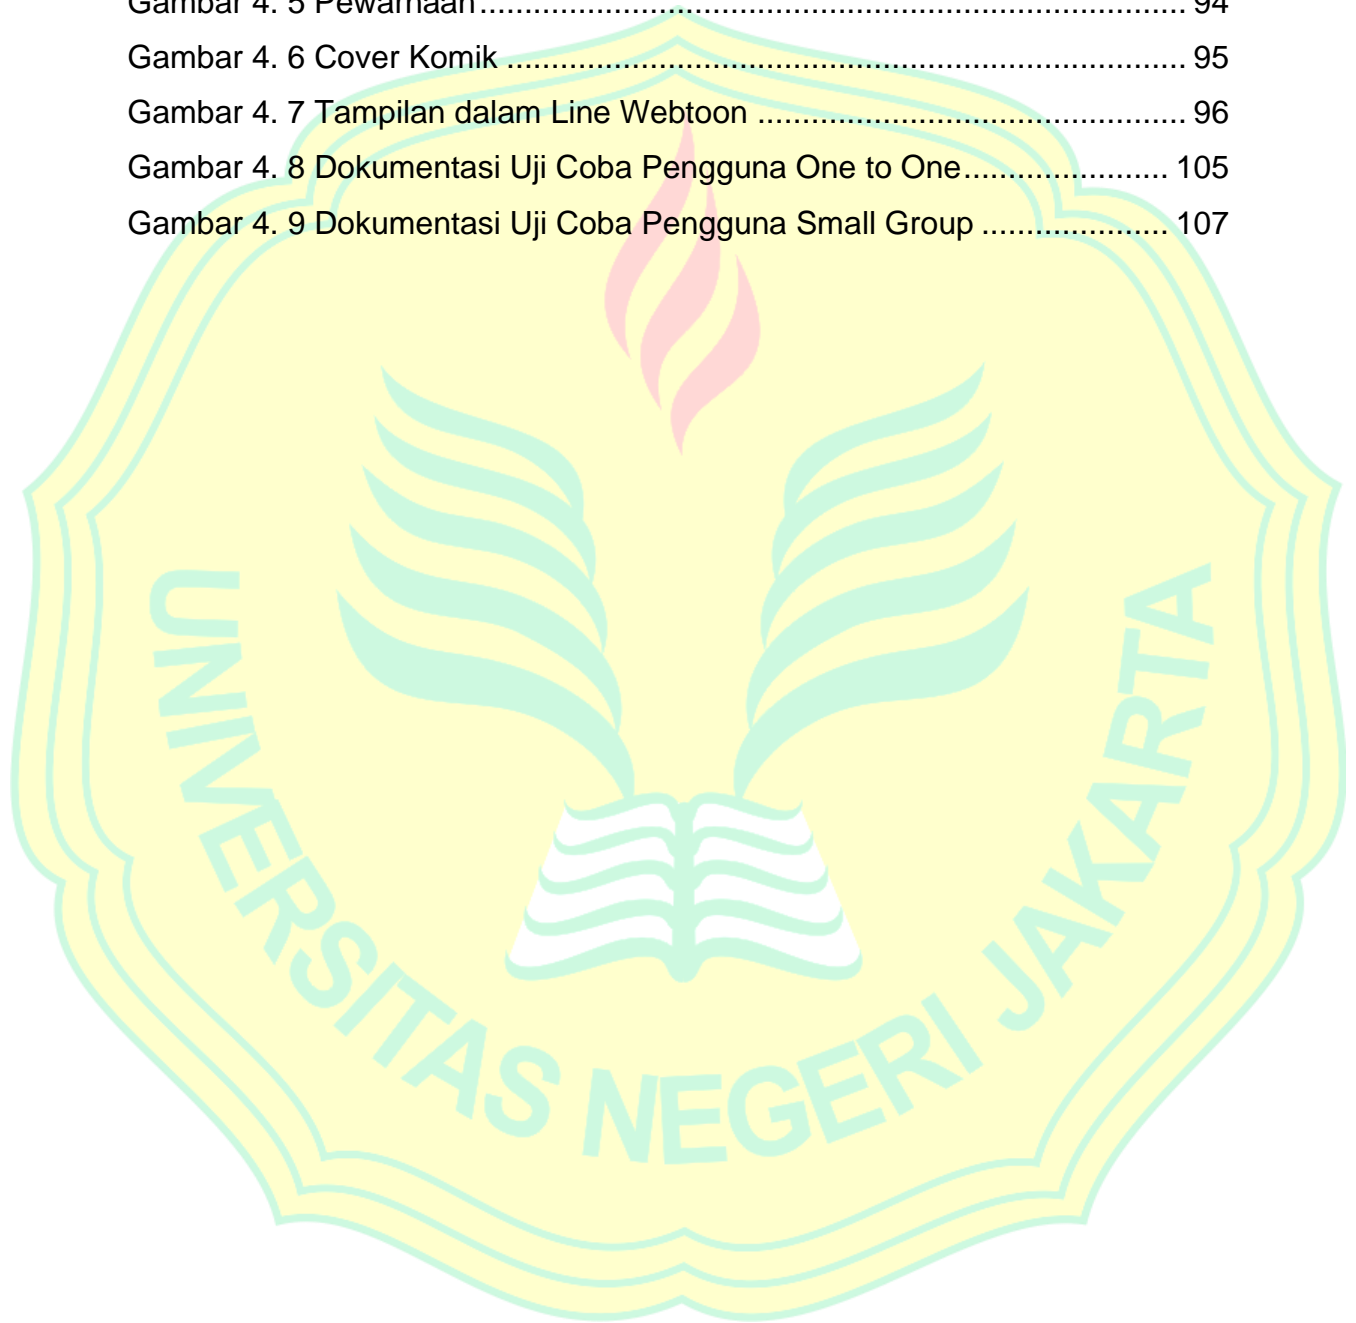 Gambar 4. 5 Pewarnaan............................................................................... 94
Gambar 4. 6 Cover Komik ............................................................................ 95
Gambar 4. 7 Tampilan dalam Line Webtoon ................................................ 96
Gambar 4. 8 Dokumentasi Uji Coba Pengguna One to One....................... 105
Gambar 4. 9 Dokumentasi Uji Coba Pengguna Small Group ..................... 107
UNIVERSITAS NEGERI JAKARTA